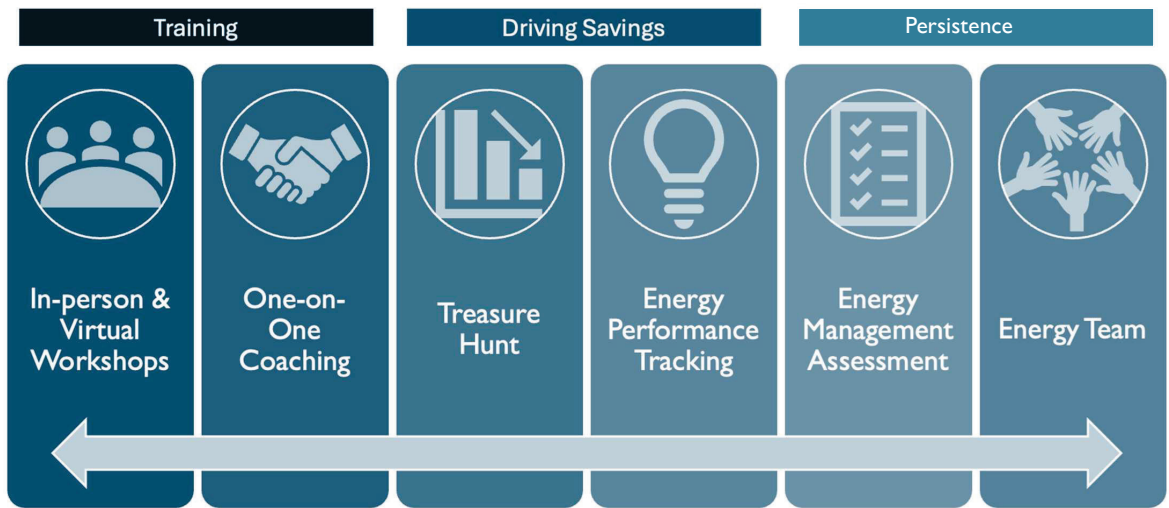 Training
Driving Savings
Persistence
In-person &
Virtual
Workshops
One-on-
One
Coaching
Treasure
Hunt
Energy
Performance
Tracking
Energy
Management
Assessment
Energy Team